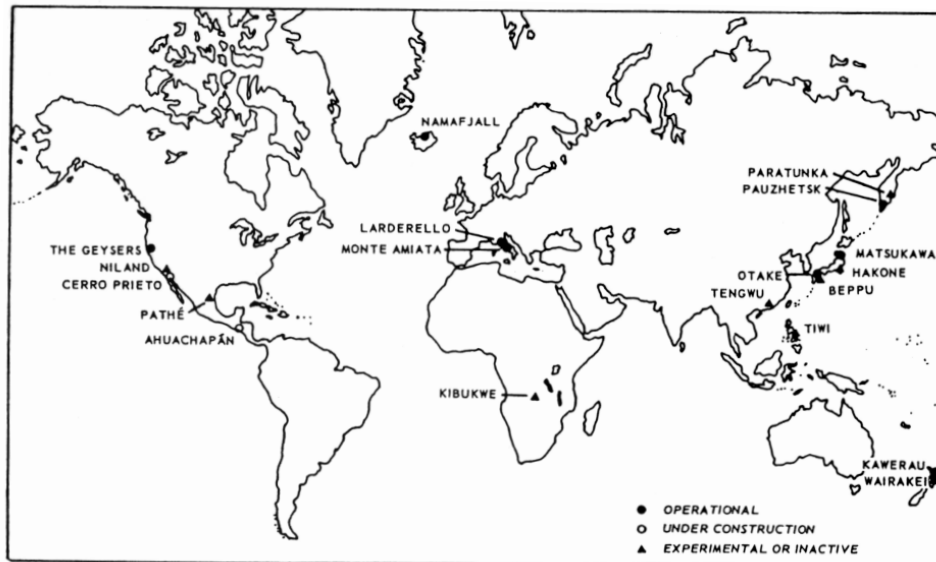 NAMAFJALL
PARATUNKA
PAUZHETSK
LARDERELLO
MONTE AMIATA
THE GEYSERS
NILAND
CERRO PRIETO
MATSUKAWA
OTAKE
HAKONE
BEPPU
TENGWU
PATHÉ
TIWI
AHUACHAPÁN
KIBUKWE
KAWERAU
WAIRAKEI
OPERATIONAL
UNDER CONSTRUCTION
EXPERIMENTAL OR INACTIVE